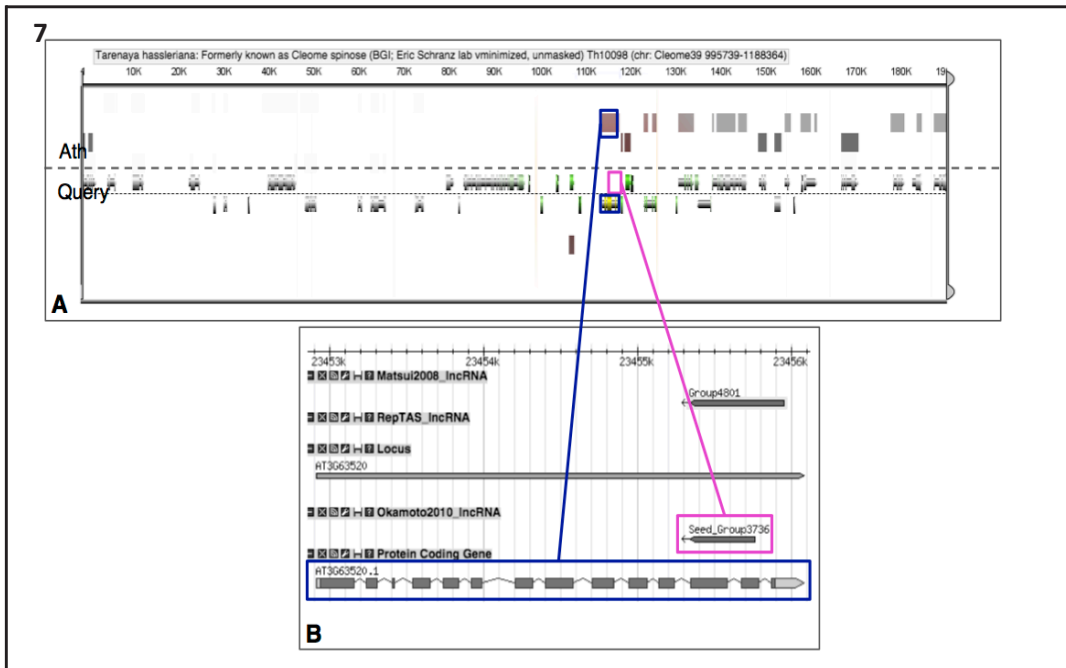 7
Tarenaya hassleriana: Formerly known as Cleome spinose (BGI; Eric Schranz lab vminimized, unmasked) Th10098 (chr: Cleome39 995739-1188364)
10K 20K 30K 40K 50K 60K 70K 80K 90K 100K 110K 120K 130K 140K 150K 160K 170K 180K 19
Ath
Query
A
23453k 23454k 23455k 23456k
Matsui2008_lncRNA
Group4801
RepTAS_lncRNA
Locus
AT3G63520
Okamoto2010_lncRNA
Seed_Group3736
Protein Coding Gene
AT3G63520.1
B